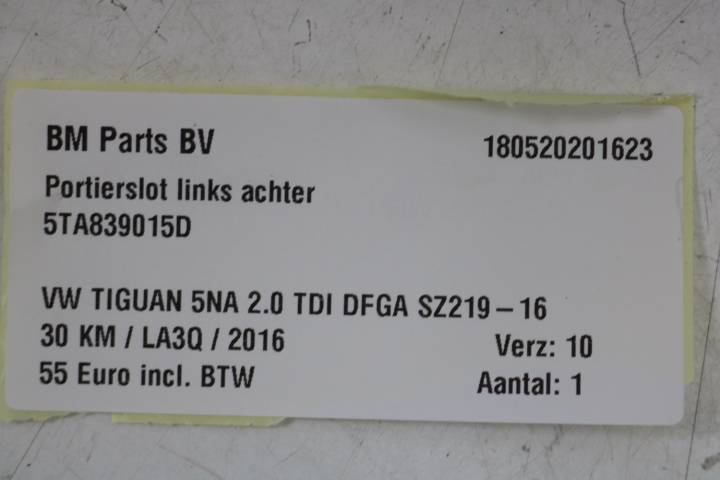 BM Parts BV 180520201623
Portierslot links achter
5TA839015D
VW TIGUAN 5NA 2.0 TDI DFGA SZ219-16
30 KM / LA3Q / 2016 Verz: 10
55 Euro incl. BTW Aantal: 1